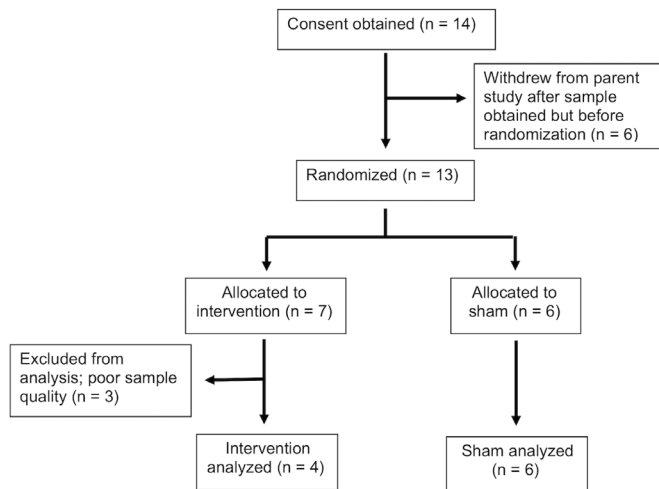 Consent obtained (n = 14)
Withdrew from parent
study after sample
obtained but before
randomization (n = 6)
Randomized (n = 13)
Allocated to
intervention (n = 7)
Allocated to
sham (n = 6)
Excluded from
analysis; poor sample
quality (n = 3)
Intervention
analyzed (n = 4)
Sham analyzed
(n = 6)